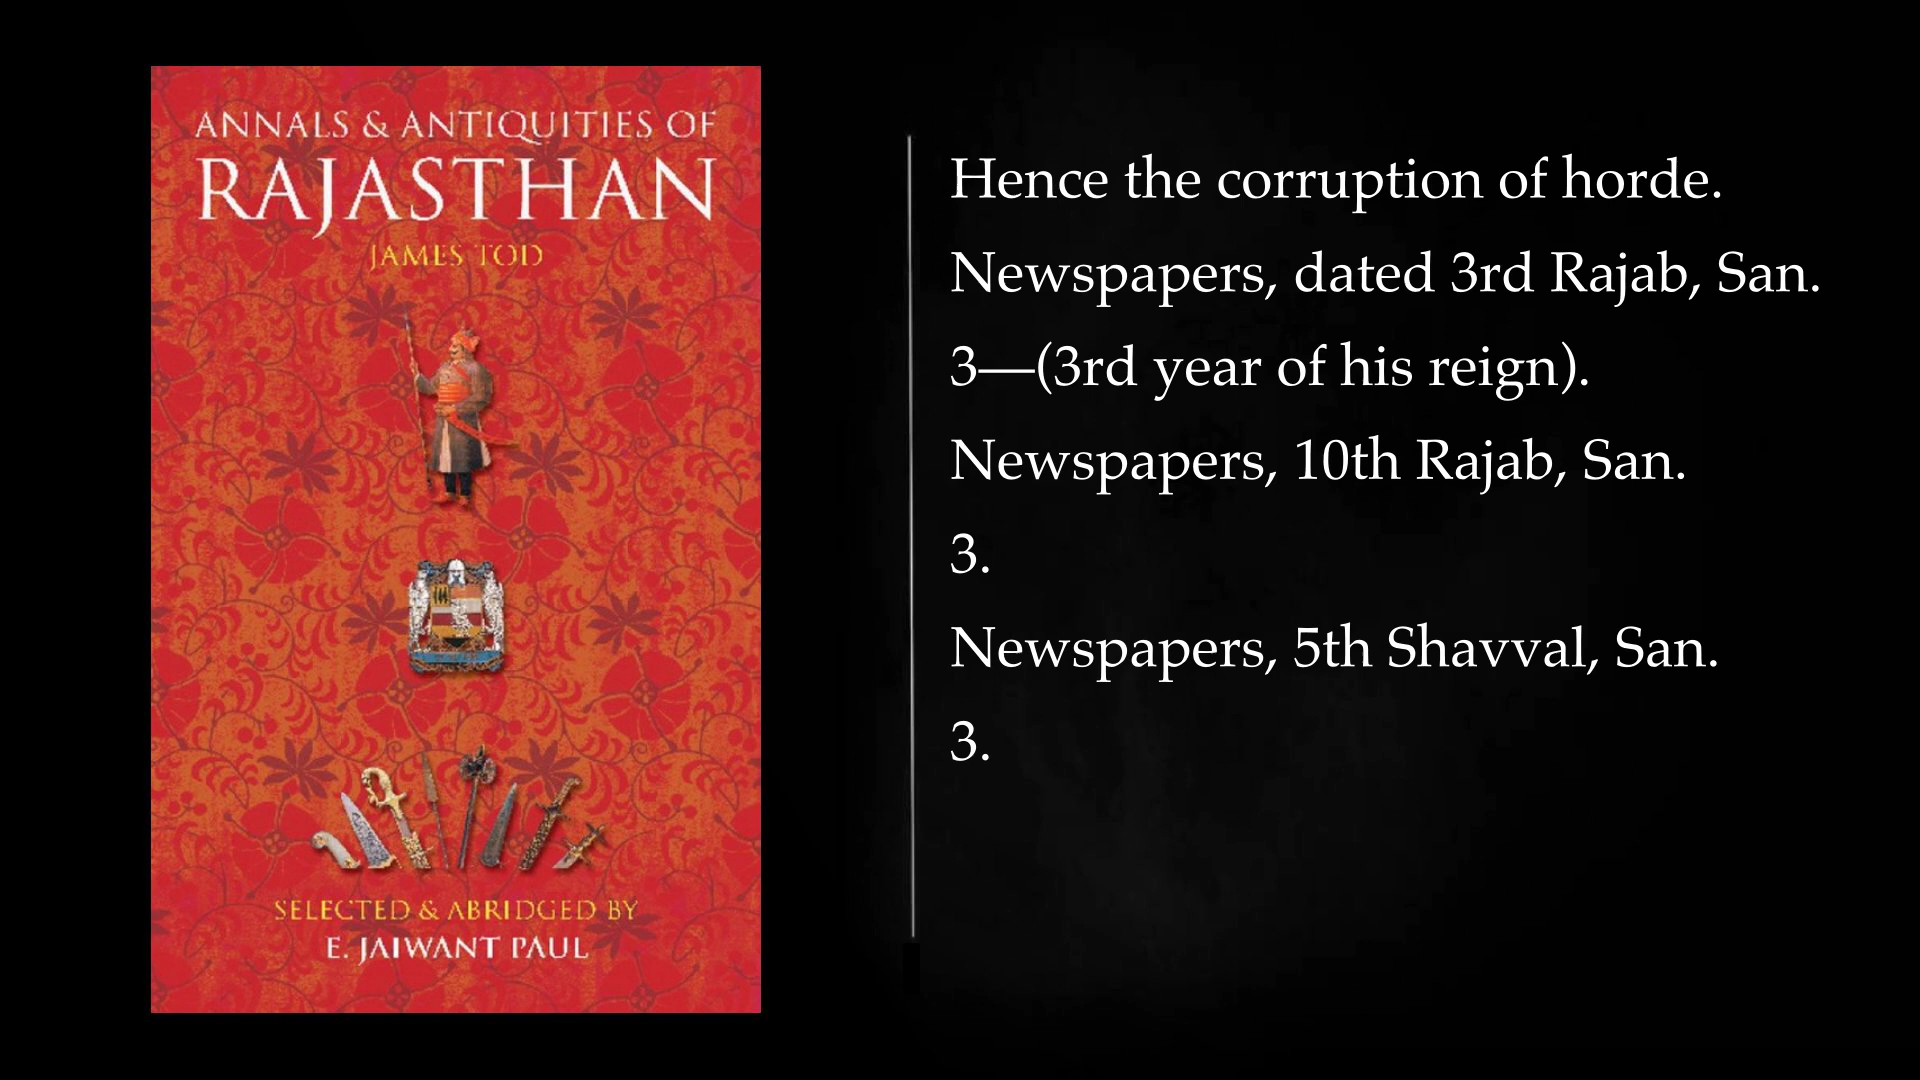 ANNALS & ANTIQUITIES OF
RAJASTHAN
JAMES TOD
SELECTED & ABRIDGED BY
E. JAIWANT PAUL
Hence the corruption of horde.
Newspapers, dated 3rd Rajab, San.
3—(3rd year of his reign).
Newspapers, 10th Rajab, San.
3.
Newspapers, 5th Shavval, San.
3.